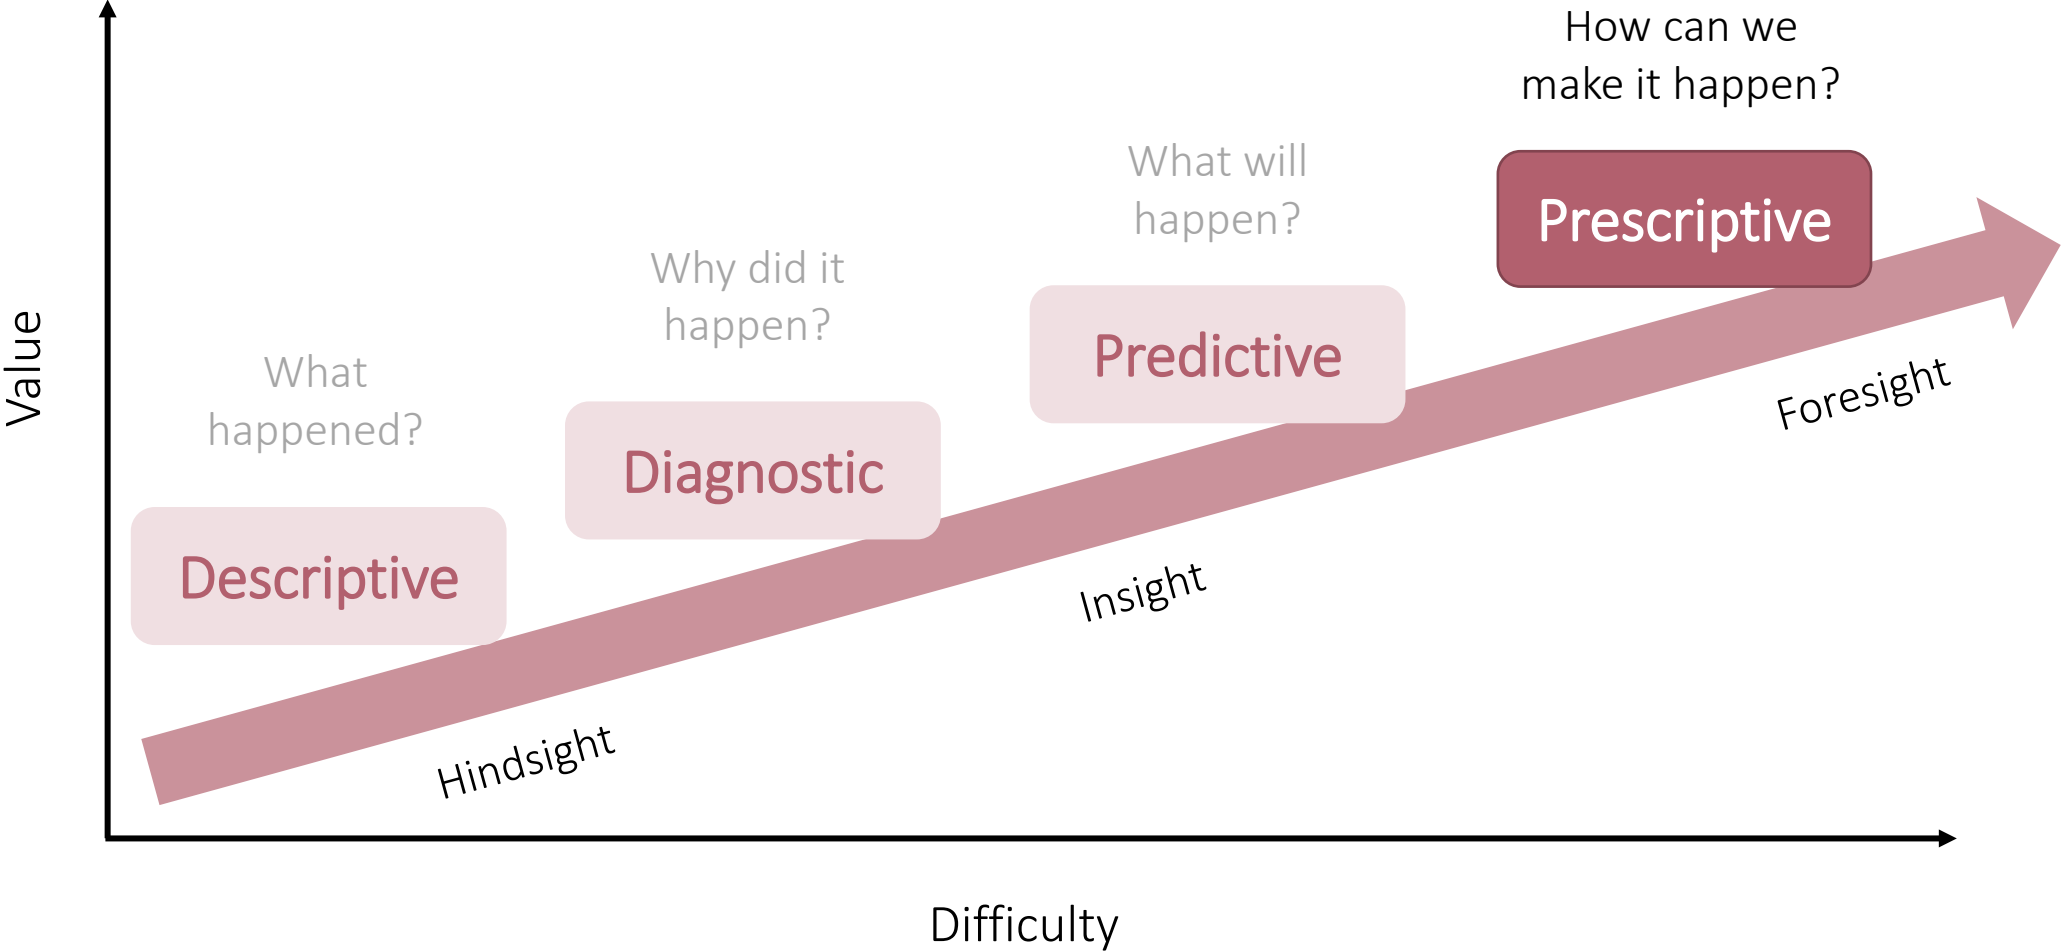 How can we
make it happen?
Prescriptive
What will
happen?
Predictive
Why did it
happen?
Diagnostic
What
happened?
Descriptive
Value
Hindsight
Insight
Foresight
Difficulty